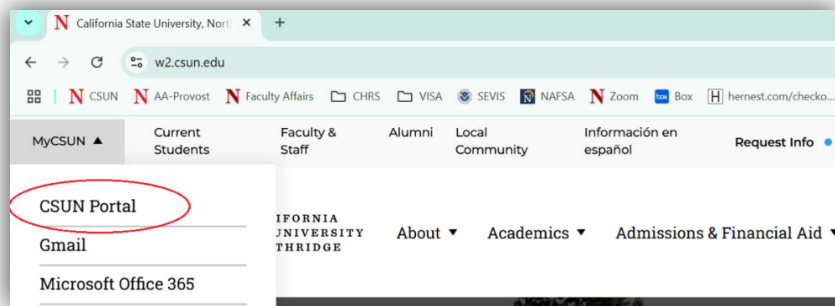 California State University, Nort
w2.csun.edu
CSUN AA-Provost Faculty Affairs CHRS VISA SEVIS NAFSA Zoom box Box hernest.com/checko...
MyCSUN ▲ Current Students Faculty & Staff Alumni Local Community Información en español Request Info
CSUN Portal
Gmail
Microsoft Office 365
IFORNIA
UNIVERSITY
THRIDGE
About ▼ Academics ▼ Admissions & Financial Aid ▼